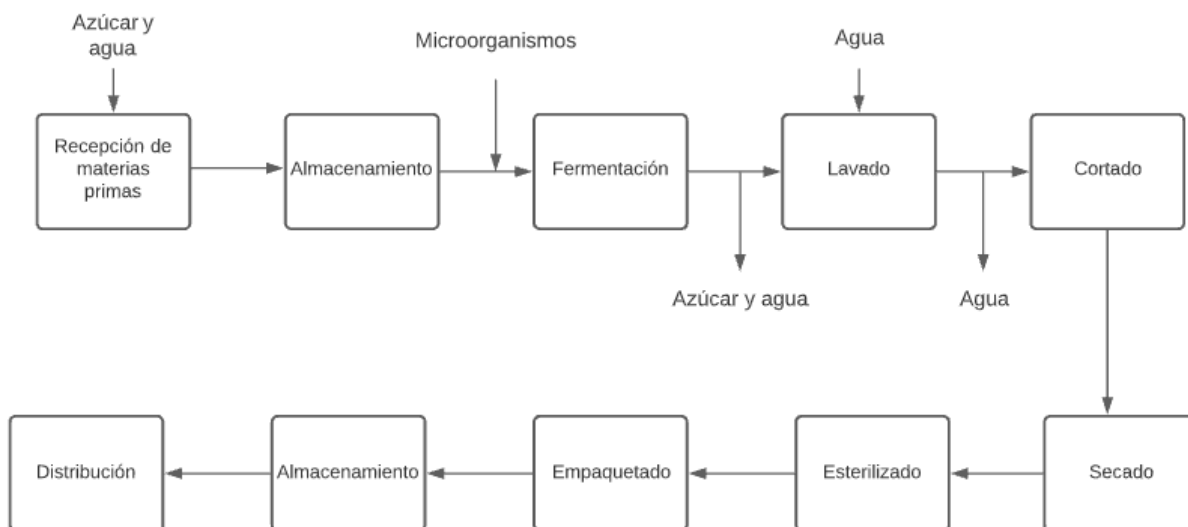 Azúcar y
agua
Microorganismos
Agua
Recepción de
materias
primas
Almacenamiento
Fermentación
Lavado
Cortado
Azúcar y agua
Agua
Distribución
Almacenamiento
Empaquetado
Esterilizado
Secado